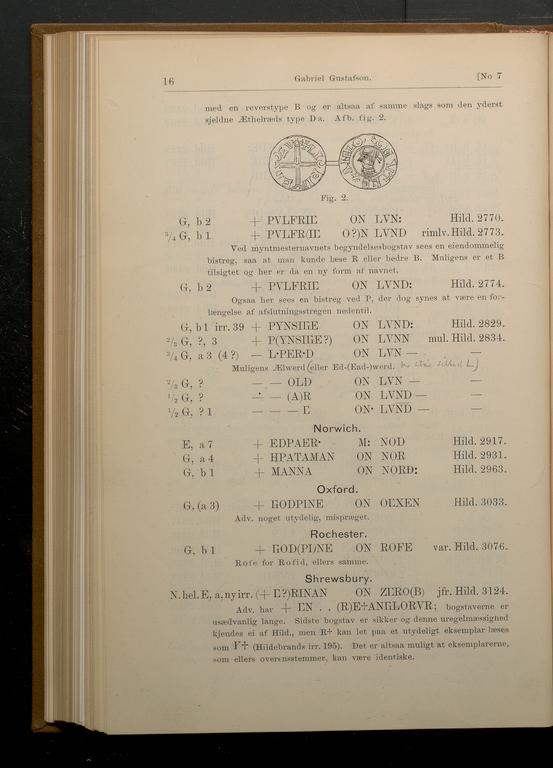 16 Gabriel Gustafson. [No 7
med en reverstype B og er altsaa af samme slags som den yderst
sjeldne Æthelræds type Da. Afb. fig. 2.
Fig. 2.
G, b 2 + PVLFRIE ON LVN: Hild. 2770.
3/4 G, b 1 + PVLFR(IE O?)N LVND rimlv. Hild. 2773.
Ved myntmesternavnets begyndelsesbogstav sees en eiendommelig
bistreg, saa at man kunde læse R eller bedre B. Muligens er et B
tilsigtet og her er da en ny form af navnet.
G, b 2 + PVLFRIE ON LVND: Hild. 2774.
Ogsaa her sees en bistreg ved P, der dog synes at være en for-
længelse af afslutningsstregen nedentil.
G, b 1 irr. 39 + PYNSIGE ON LVND: Hild. 2829.
2/3 G, ?, 3 + P(YNSIGE?) ON LVNN mul. Hild. 2834.
3/4 G, a 3 (4 ?) — L·PER·D ON LVN — —
Muligens Ælwerd (eller Ed-(Ead-)werd.
2/3 G, ? — — OLD ON LVN — —
1/2 G, ? — — (A)R ON LVND — —
1/2 G, ? 1 — — — E ON· LVND — —
Norwich.
E, a 7 + EDPAER· M: NOD Hild. 2917.
G, a 4 + HPATAMAN ON NOR Hild. 2931.
G, b 1 + MANNA ON NORD: Hild. 2963.
Oxford.
G, (a 3) + GODPINE ON OEXEN Hild. 3033.
Adv. noget utydelig, mispræget.
Rochester.
G, b 1 + GOD(PI)NE ON ROFE var. Hild. 3076.
Rofe for Rofid, ellers samme.
Shrewsbury.
N. hel. E, a, ny irr. (+ E?)RINAN ON ZERO(B) jfr. Hild. 3124.
Adv. har + EN . . (R)E+ANGLORVR; bogstaverne er
usædvanlig lange. Sidste bogstav er sikker og denne uregelmæssighed
kjendes ei af Hild., men R+ kan let paa et utydeligt eksemplar læses
som (Hildebrands irr. 195). Det er altsaa muligt at eksemplarerne,
som ellers overensstemmer, kan være identiske.